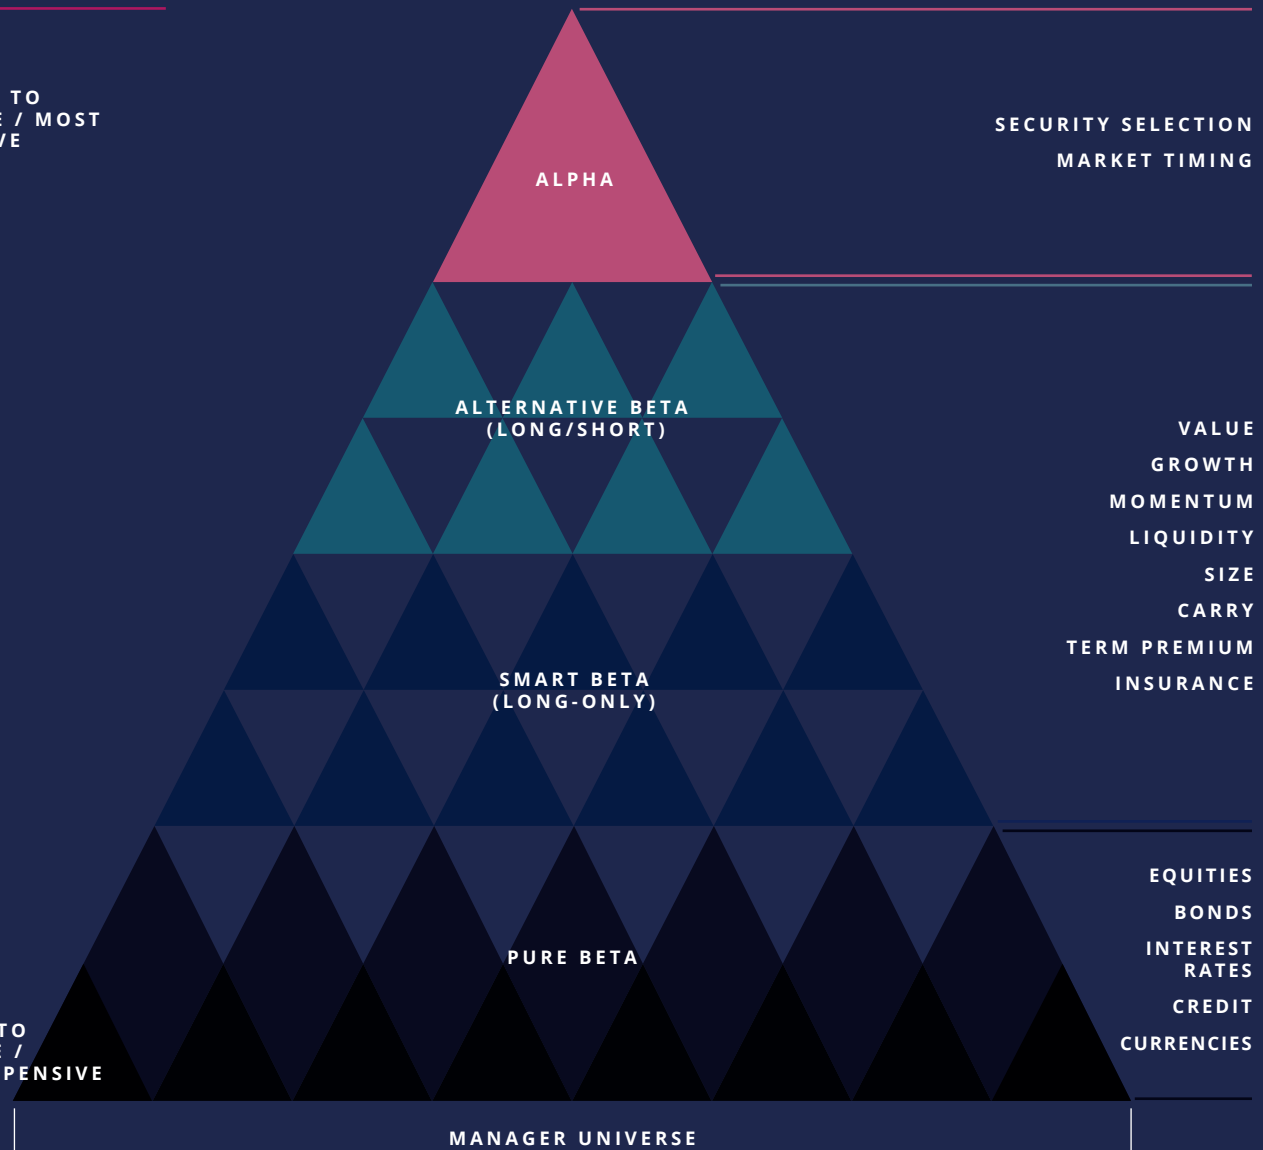 TO
/ MOST
VE
SECURITY SELECTION
MARKET TIMING
ALPHA
ALTERNATIVE BETA
(LONG/SHORT)
VALUE
GROWTH
MOMENTUM
LIQUIDITY
SIZE
CARRY
TERM PREMIUM
INSURANCE
SMART BETA
(LONG-ONLY)
EQUITIES
BONDS
INTEREST
RATES
CREDIT
CURRENCIES
PURE BETA
TO
/
PENSIVE
MANAGER UNIVERSE